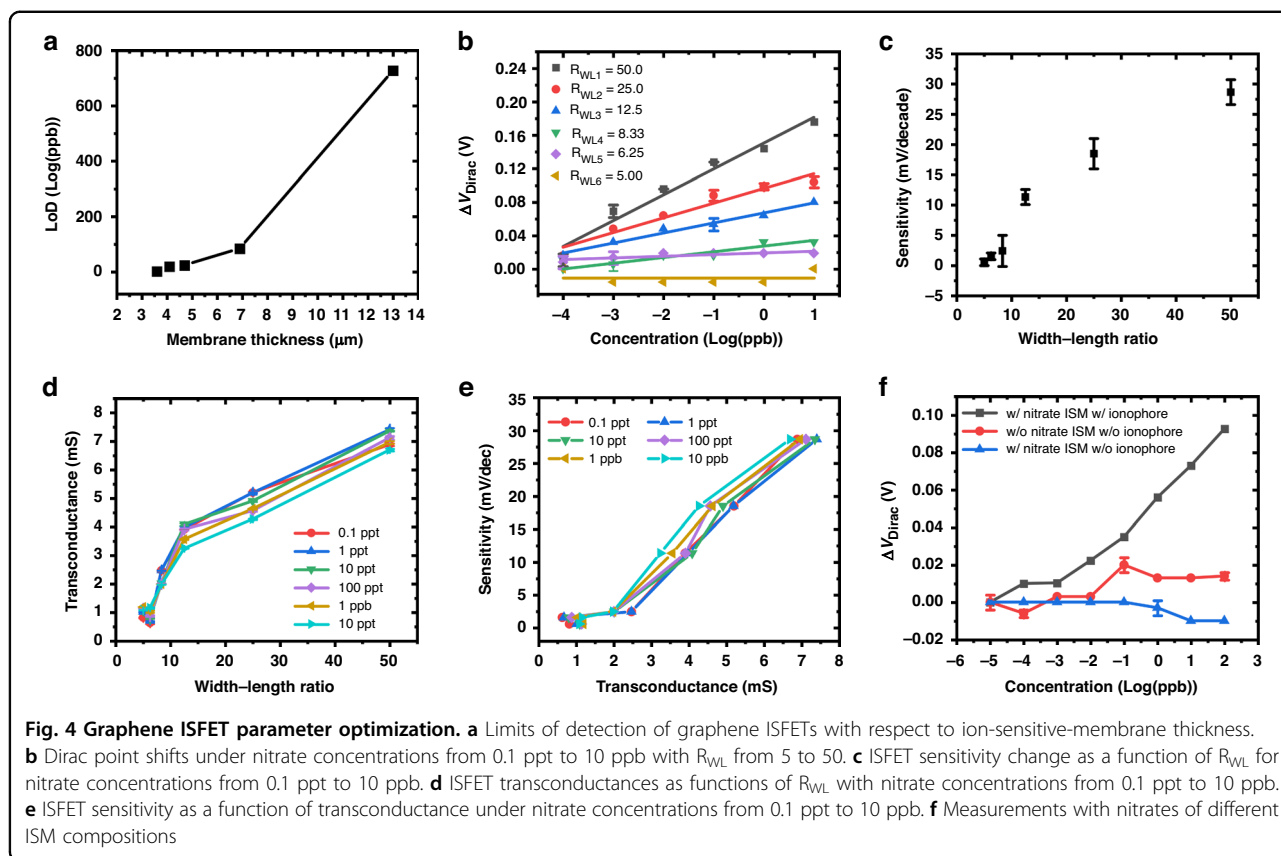 a
LoD (Log(ppb))
800
600
400
200
0
2 3 4 5 6 7 8 9 10 11 12 13 14
Membrane thickness (μm)
b
ΔV_Dirac (V)
0.24
0.20
0.16
0.12
0.08
0.04
0.00
R_WL1 = 50.0
R_WL2 = 25.0
R_WL3 = 12.5
R_WL4 = 8.33
R_WL5 = 6.25
R_WL6 = 5.00
–4 –3 –2 –1 0 1
Concentration (Log(ppb))
c
Sensitivity (mV/decade)
35
30
25
20
15
10
5
0
–5
0 10 20 30 40 50
Width–length ratio
d
Transconductance (mS)
8
7
6
5
4
3
2
1
0
0.1 ppt
1 ppt
10 ppt
100 ppt
1 ppb
10 ppt
0 10 20 30 40 50
Width–length ratio
e
Sensitivity (mV/dec)
35
30
25
20
15
10
5
0
0.1 ppt
1 ppt
10 ppt
100 ppt
1 ppb
10 ppb
0 1 2 3 4 5 6 7 8
Transconductance (mS)
f
ΔV_Dirac (V)
0.10
0.08
0.06
0.04
0.02
0.00
–0.02
w/ nitrate ISM w/ ionophore
w/o nitrate ISM w/o ionophore
w/ nitrate ISM w/o ionophore
–6 –5 –4 –3 –2 –1 0 1 2 3
Concentration (Log(ppb))
Fig. 4 Graphene ISFET parameter optimization. a Limits of detection of graphene ISFETs with respect to ion-sensitive-membrane thickness.
b Dirac point shifts under nitrate concentrations from 0.1 ppt to 10 ppb with R_WL from 5 to 50. c ISFET sensitivity change as a function of R_WL for
nitrate concentrations from 0.1 ppt to 10 ppb. d ISFET transconductances as functions of R_WL with nitrate concentrations from 0.1 ppt to 10 ppb.
e ISFET sensitivity as a function of transconductance under nitrate concentrations from 0.1 ppt to 10 ppb. f Measurements with nitrates of different
ISM compositions